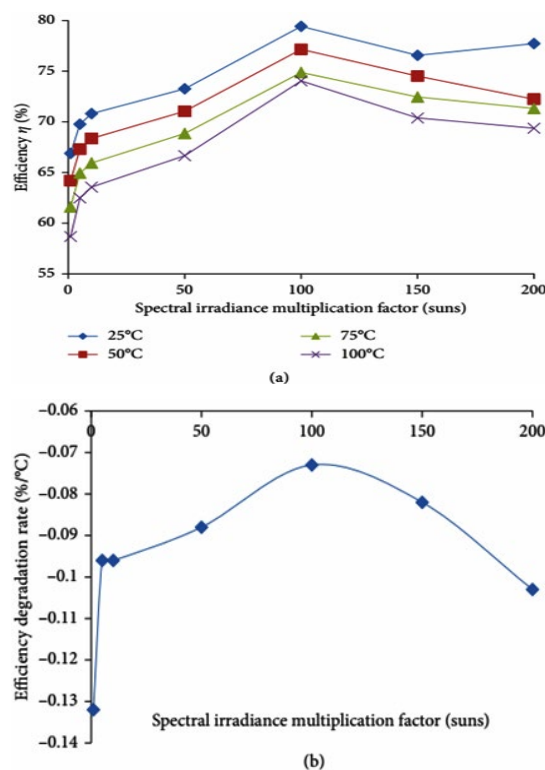 80
75
70
65
60
55
Efficiency η (%)
0 50 100 150 200
Spectral irradiance multiplication factor (suns)
25°C 75°C
50°C 100°C
(a)
−0.06
−0.07
−0.08
−0.09
−0.1
−0.11
−0.12
−0.13
−0.14
Efficiency degradation rate (%/°C)
0 50 100 150 200
Spectral irradiance multiplication factor (suns)
(b)